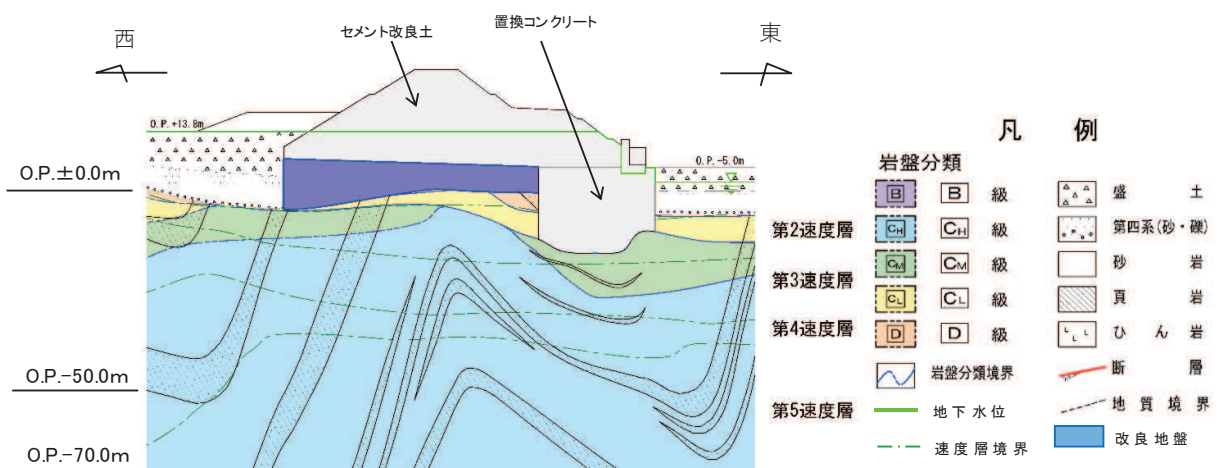 西
セメント改良土
置換コンクリート
東
O.P.+13.8m
O.P.-5.0m
O.P.±0.0m
O.P.-50.0m
O.P.-70.0m
第2速度層
第3速度層
第4速度層
第5速度層
凡 例
岩盤分類
B B 級
CH CH 級
CM CM 級
CL CL 級
D D 級
岩盤分類境界
地下水位
速度層境界
盛土
第四系(砂・礫)
砂岩
頁岩
ひん岩
断層
地質境界
改良地盤